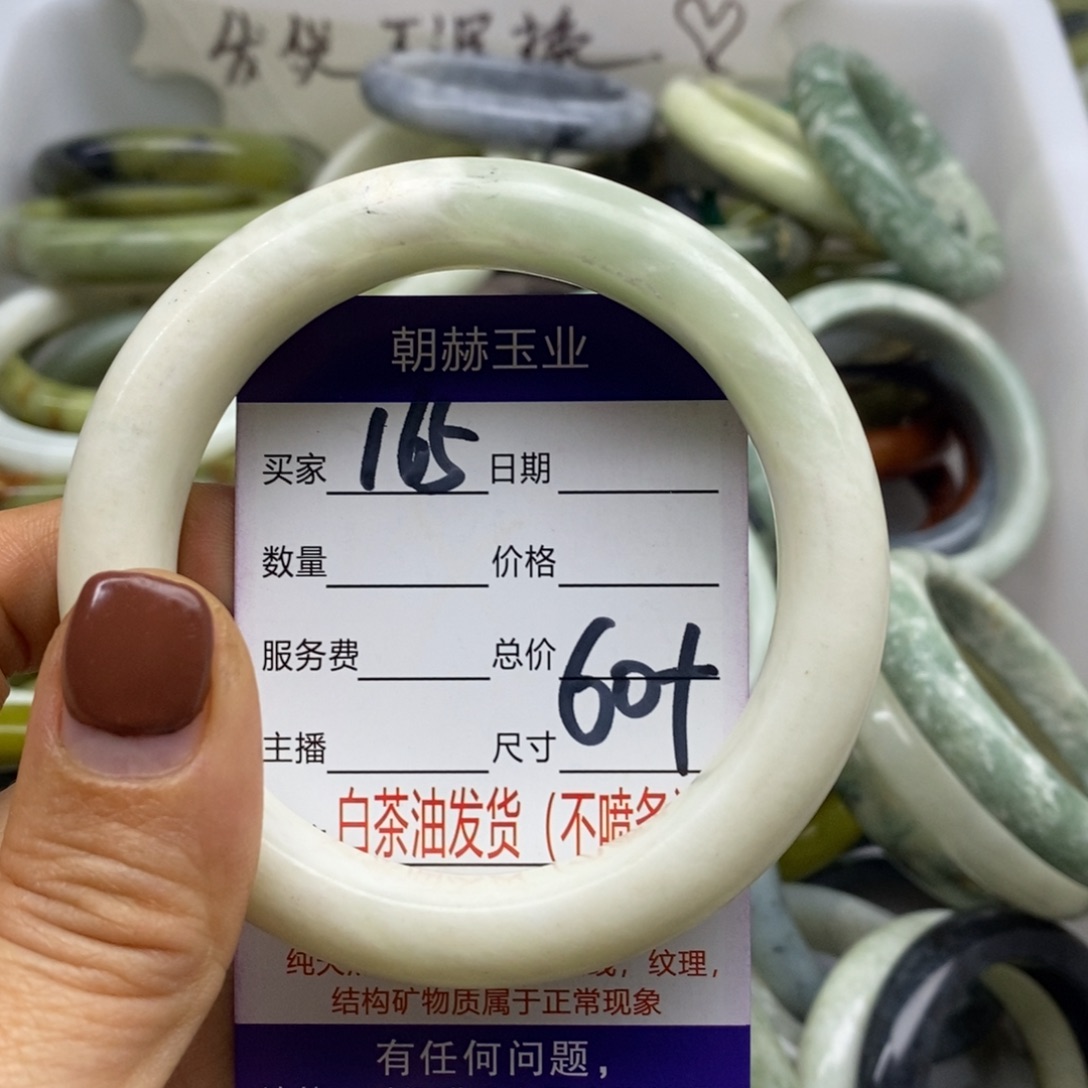 朝赫玉业
买家 165 日期
数量 价格
服务费 总价
主播 尺寸 60+
白茶油发货（不喷
纹理，
结构矿物质属于正常现象
有任何问题，